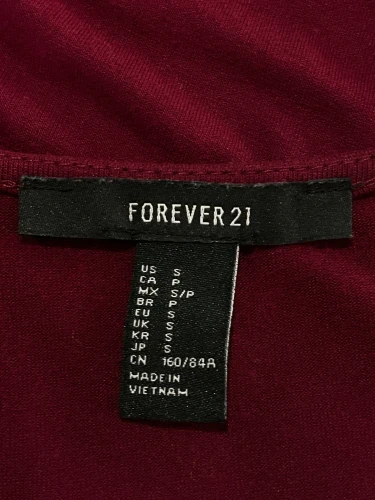 FOREVER 21
US S
CA P
MX S/P
BR P
EU S
UK S
KR S
JP S
CN 160/84A
MADE IN
VIETNAM